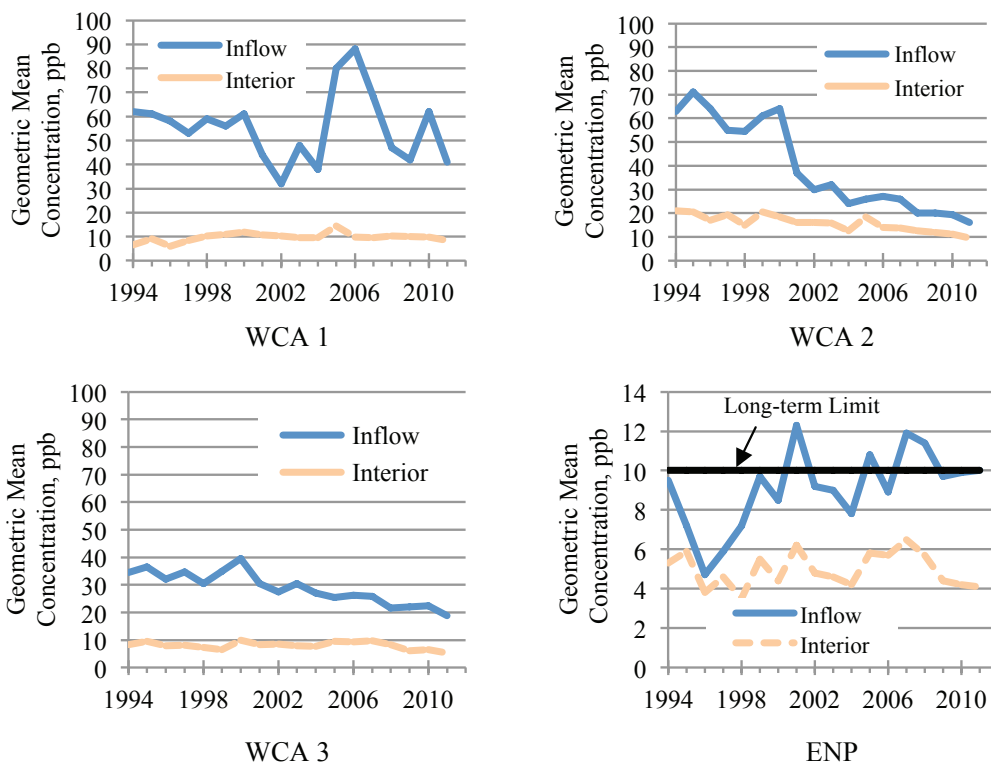 Geometric Mean
Concentration, ppb
100
90
80
70
60
50
40
30
20
10
0
Inflow
Interior
1994 1998 2002 2006 2010
WCA 1
Geometric Mean
Concentration, ppb
100
90
80
70
60
50
40
30
20
10
0
Inflow
Interior
1994 1998 2002 2006 2010
WCA 2
Geometric Mean
Concentration, ppb
100
90
80
70
60
50
40
30
20
10
0
Inflow
Interior
1994 1998 2002 2006 2010
WCA 3
Geometric Mean
Concentration, ppb
14
12
10
8
6
4
2
0
Long-term Limit
Inflow
Interior
1994 1998 2002 2006 2010
ENP